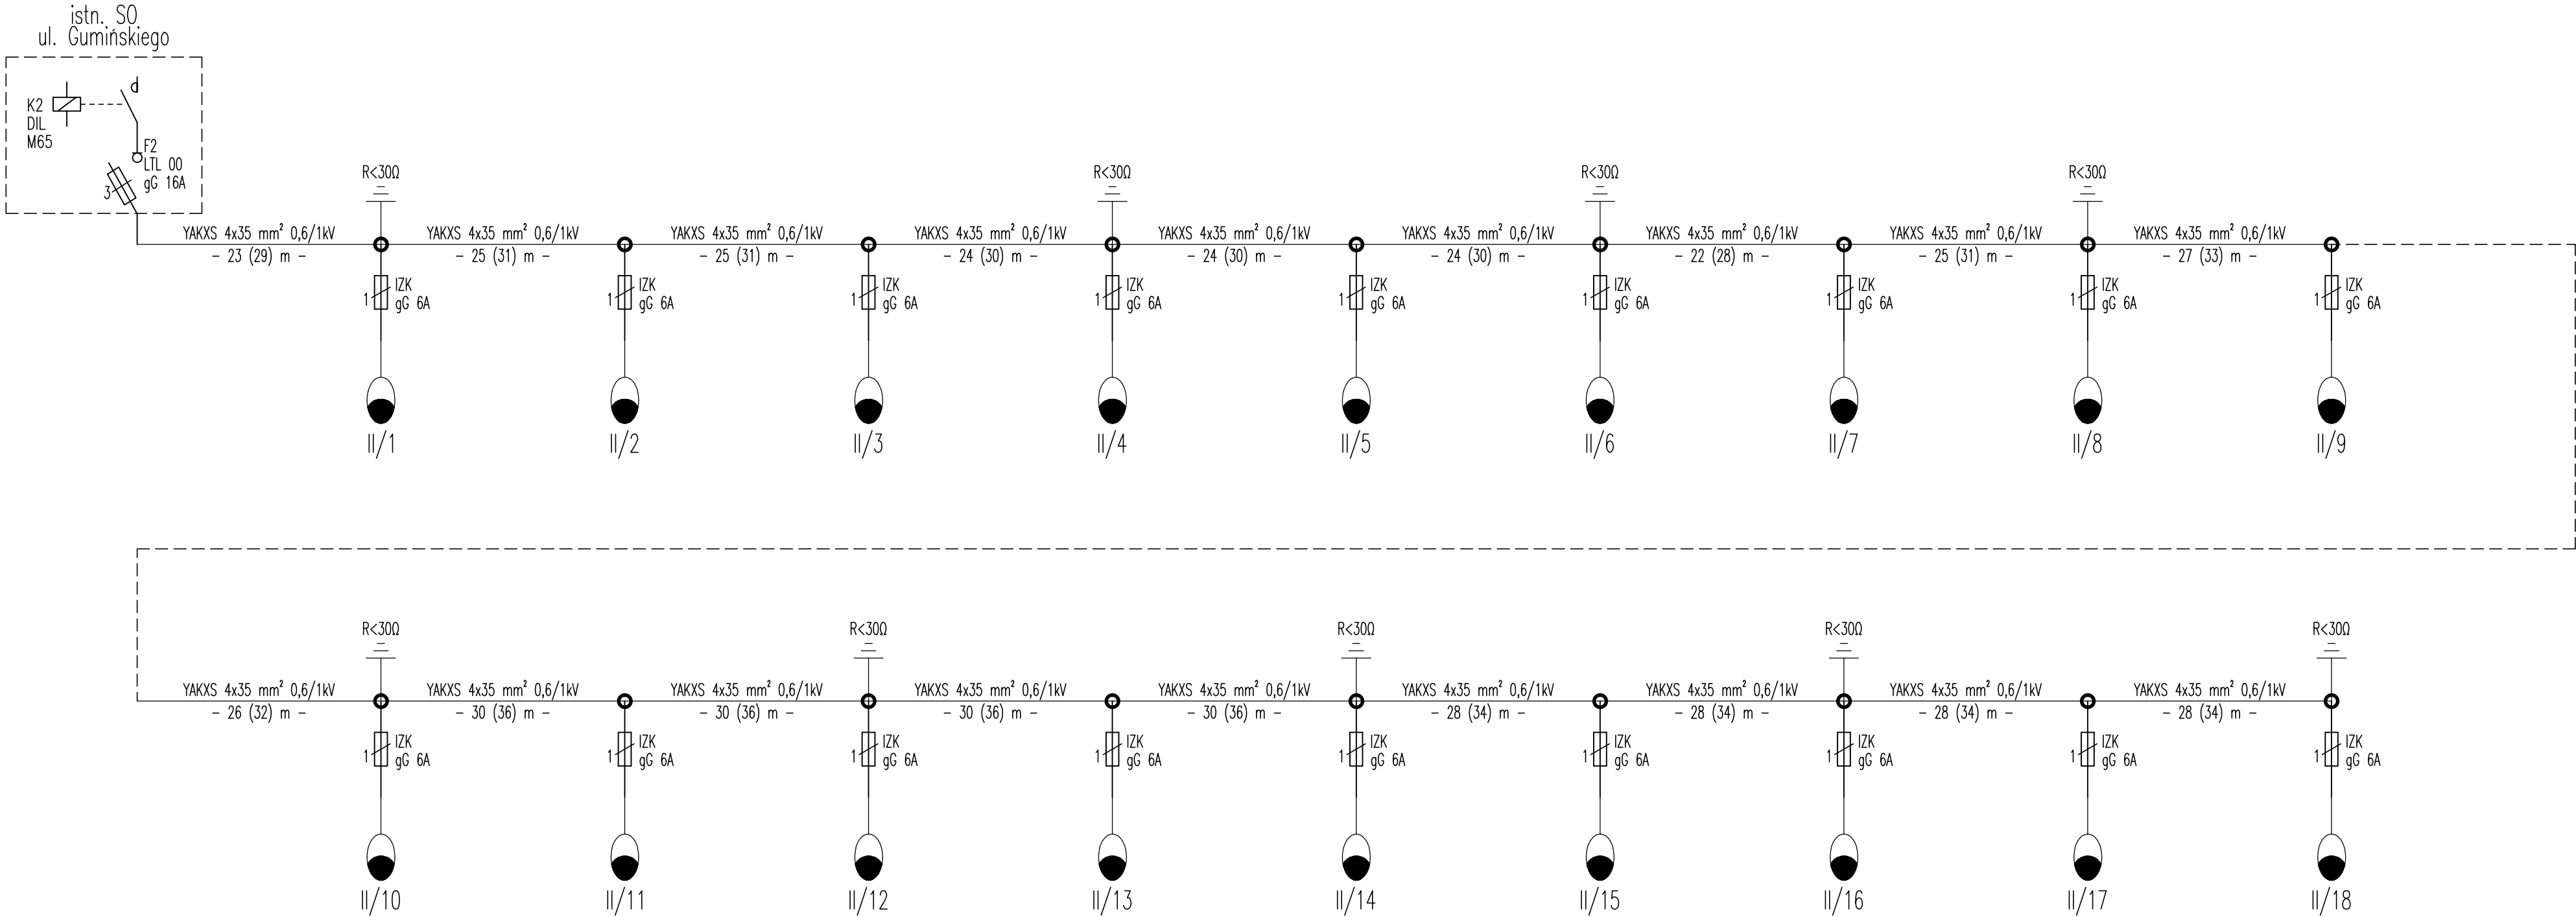 istn. SO
ul. Gumińskiego
K2
DIL
M65
F2
LTL 00
gG 16A
3
R<30Ω
R<30Ω
R<30Ω
R<30Ω
YAKXS 4x35 mm² 0,6/1kV
YAKXS 4x35 mm² 0,6/1kV
YAKXS 4x35 mm² 0,6/1kV
YAKXS 4x35 mm² 0,6/1kV
YAKXS 4x35 mm² 0,6/1kV
YAKXS 4x35 mm² 0,6/1kV
YAKXS 4x35 mm² 0,6/1kV
YAKXS 4x35 mm² 0,6/1kV
YAKXS 4x35 mm² 0,6/1kV
- 23 (29) m -
- 25 (31) m -
- 25 (31) m -
- 24 (30) m -
- 24 (30) m -
- 24 (30) m -
- 22 (28) m -
- 25 (31) m -
- 27 (33) m -
1
IZK
gG 6A
1
IZK
gG 6A
1
IZK
gG 6A
1
IZK
gG 6A
1
IZK
gG 6A
1
IZK
gG 6A
1
IZK
gG 6A
1
IZK
gG 6A
1
IZK
gG 6A
II/1
II/2
II/3
II/4
II/5
II/6
II/7
II/8
II/9
R<30Ω
R<30Ω
R<30Ω
R<30Ω
R<30Ω
YAKXS 4x35 mm² 0,6/1kV
YAKXS 4x35 mm² 0,6/1kV
YAKXS 4x35 mm² 0,6/1kV
YAKXS 4x35 mm² 0,6/1kV
YAKXS 4x35 mm² 0,6/1kV
YAKXS 4x35 mm² 0,6/1kV
YAKXS 4x35 mm² 0,6/1kV
YAKXS 4x35 mm² 0,6/1kV
YAKXS 4x35 mm² 0,6/1kV
- 26 (32) m -
- 30 (36) m -
- 30 (36) m -
- 30 (36) m -
- 30 (36) m -
- 28 (34) m -
- 28 (34) m -
- 28 (34) m -
- 28 (34) m -
1
IZK
gG 6A
1
IZK
gG 6A
1
IZK
gG 6A
1
IZK
gG 6A
1
IZK
gG 6A
1
IZK
gG 6A
1
IZK
gG 6A
1
IZK
gG 6A
1
IZK
gG 6A
II/10
II/11
II/12
II/13
II/14
II/15
II/16
II/17
II/18